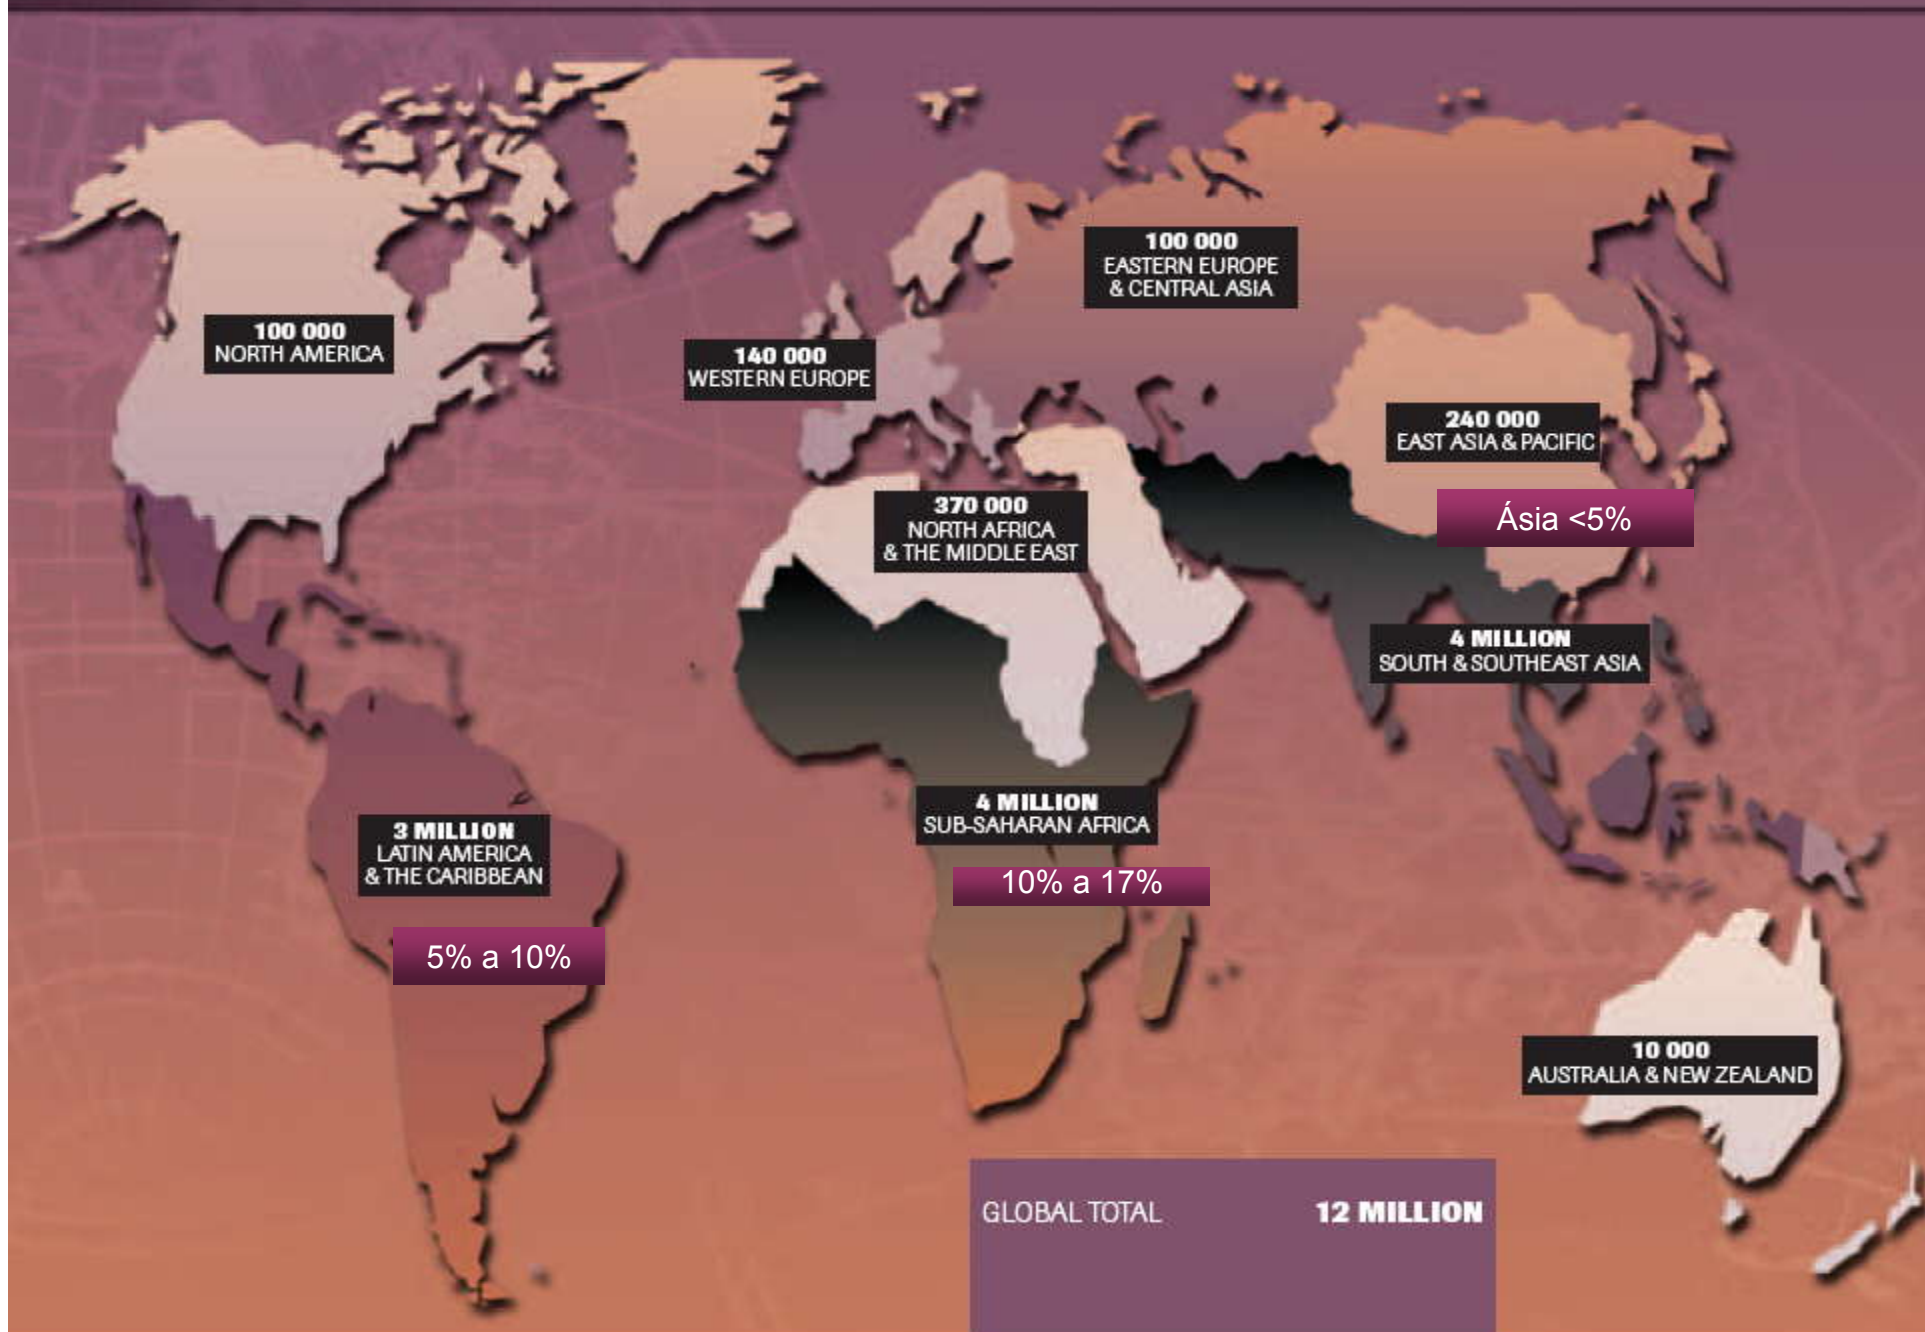 100 000
EASTERN EUROPE
& CENTRAL ASIA
100 000
NORTH AMERICA
140 000
WESTERN EUROPE
240 000
EAST ASIA & PACIFIC
370 000
NORTH AFRICA
& THE MIDDLE EAST
Ásia <5%
4 MILLION
SOUTH & SOUTHEAST ASIA
4 MILLION
SUB-SAHARAN AFRICA
10% a 17%
3 MILLION
LATIN AMERICA
& THE CARIBBEAN
5% a 10%
10 000
AUSTRALIA & NEW ZEALAND
GLOBAL TOTAL 12 MILLION